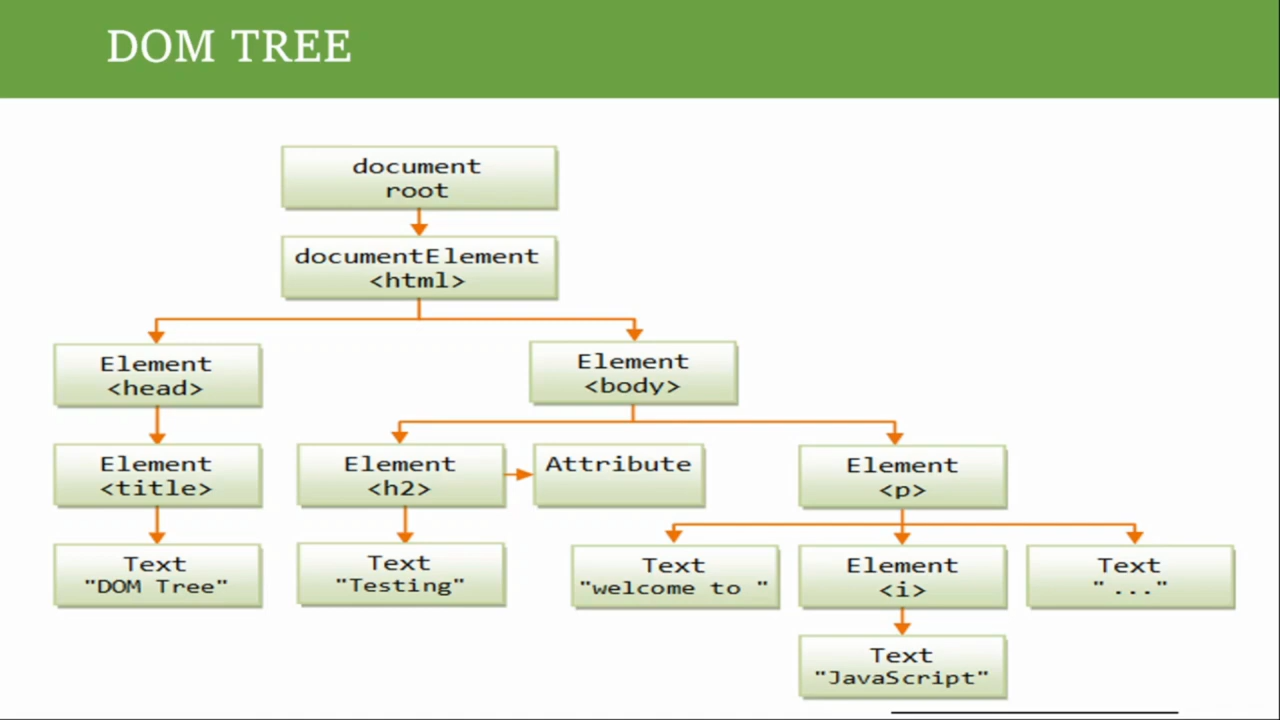 DOM TREE
document
root
documentElement
<html>
Element
<head>
Element
<body>
Element
<title>
Element
<h2>
Attribute
Element
<p>
Text
"DOM Tree"
Text
"Testing"
Text
"welcome to "
Element
<i>
Text
"..."
Text
"JavaScript"